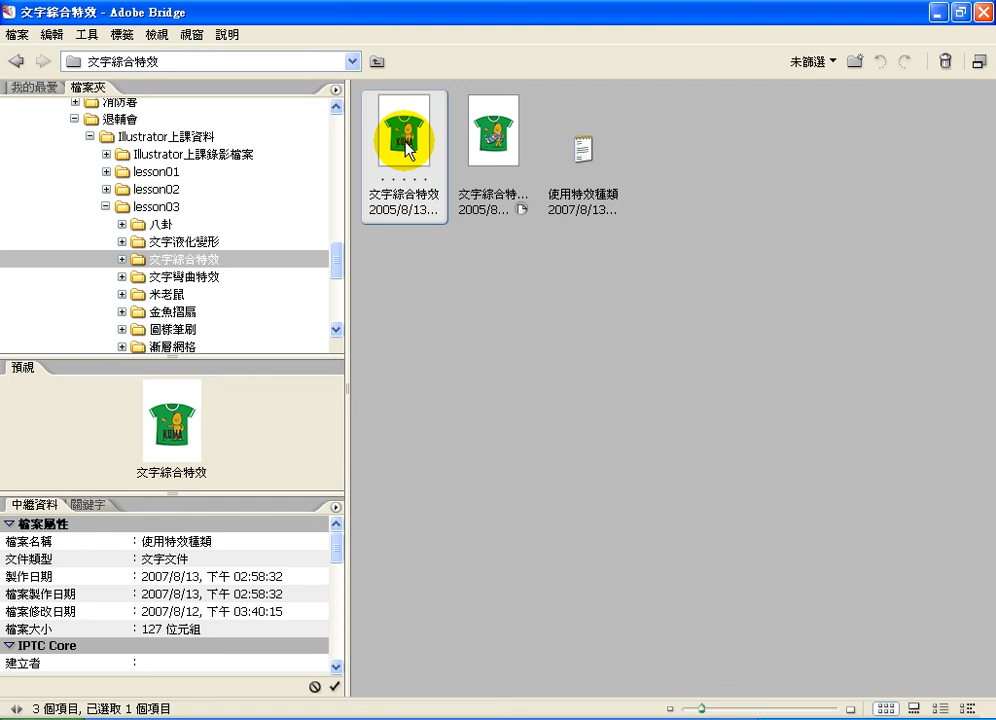 文字綜合特效 - Adobe Bridge
檔案 編輯 工具 標籤 檢視 視窗 說明
文字綜合特效 未篩選
我的最愛 檔案夾
消防署
退輔會
Illustrator上課資料
Illustrator上課錄影檔案
lesson01
lesson02
lesson03
八卦
文字液化變形
文字綜合特效
文字彎曲特效
米老鼠
金魚摺扇
圖樣筆刷
漸層網格
KUMA
文字綜合特效
2005/8/13...
文字綜合特...
2005/8...
使用特效種類
2007/8/13...
預視
KUMA
文字綜合特效
中繼資料 關鍵字
檔案屬性
檔案名稱 : 使用特效種類
文件類型 : 文字文件
製作日期 : 2007/8/13, 下午 02:58:32
檔案製作日期 : 2007/8/13, 下午 02:58:32
檔案修改日期 : 2007/8/12, 下午 03:40:15
檔案大小 : 127 位元組
IPTC Core
建立者 :
3 個項目, 已選取 1 個項目